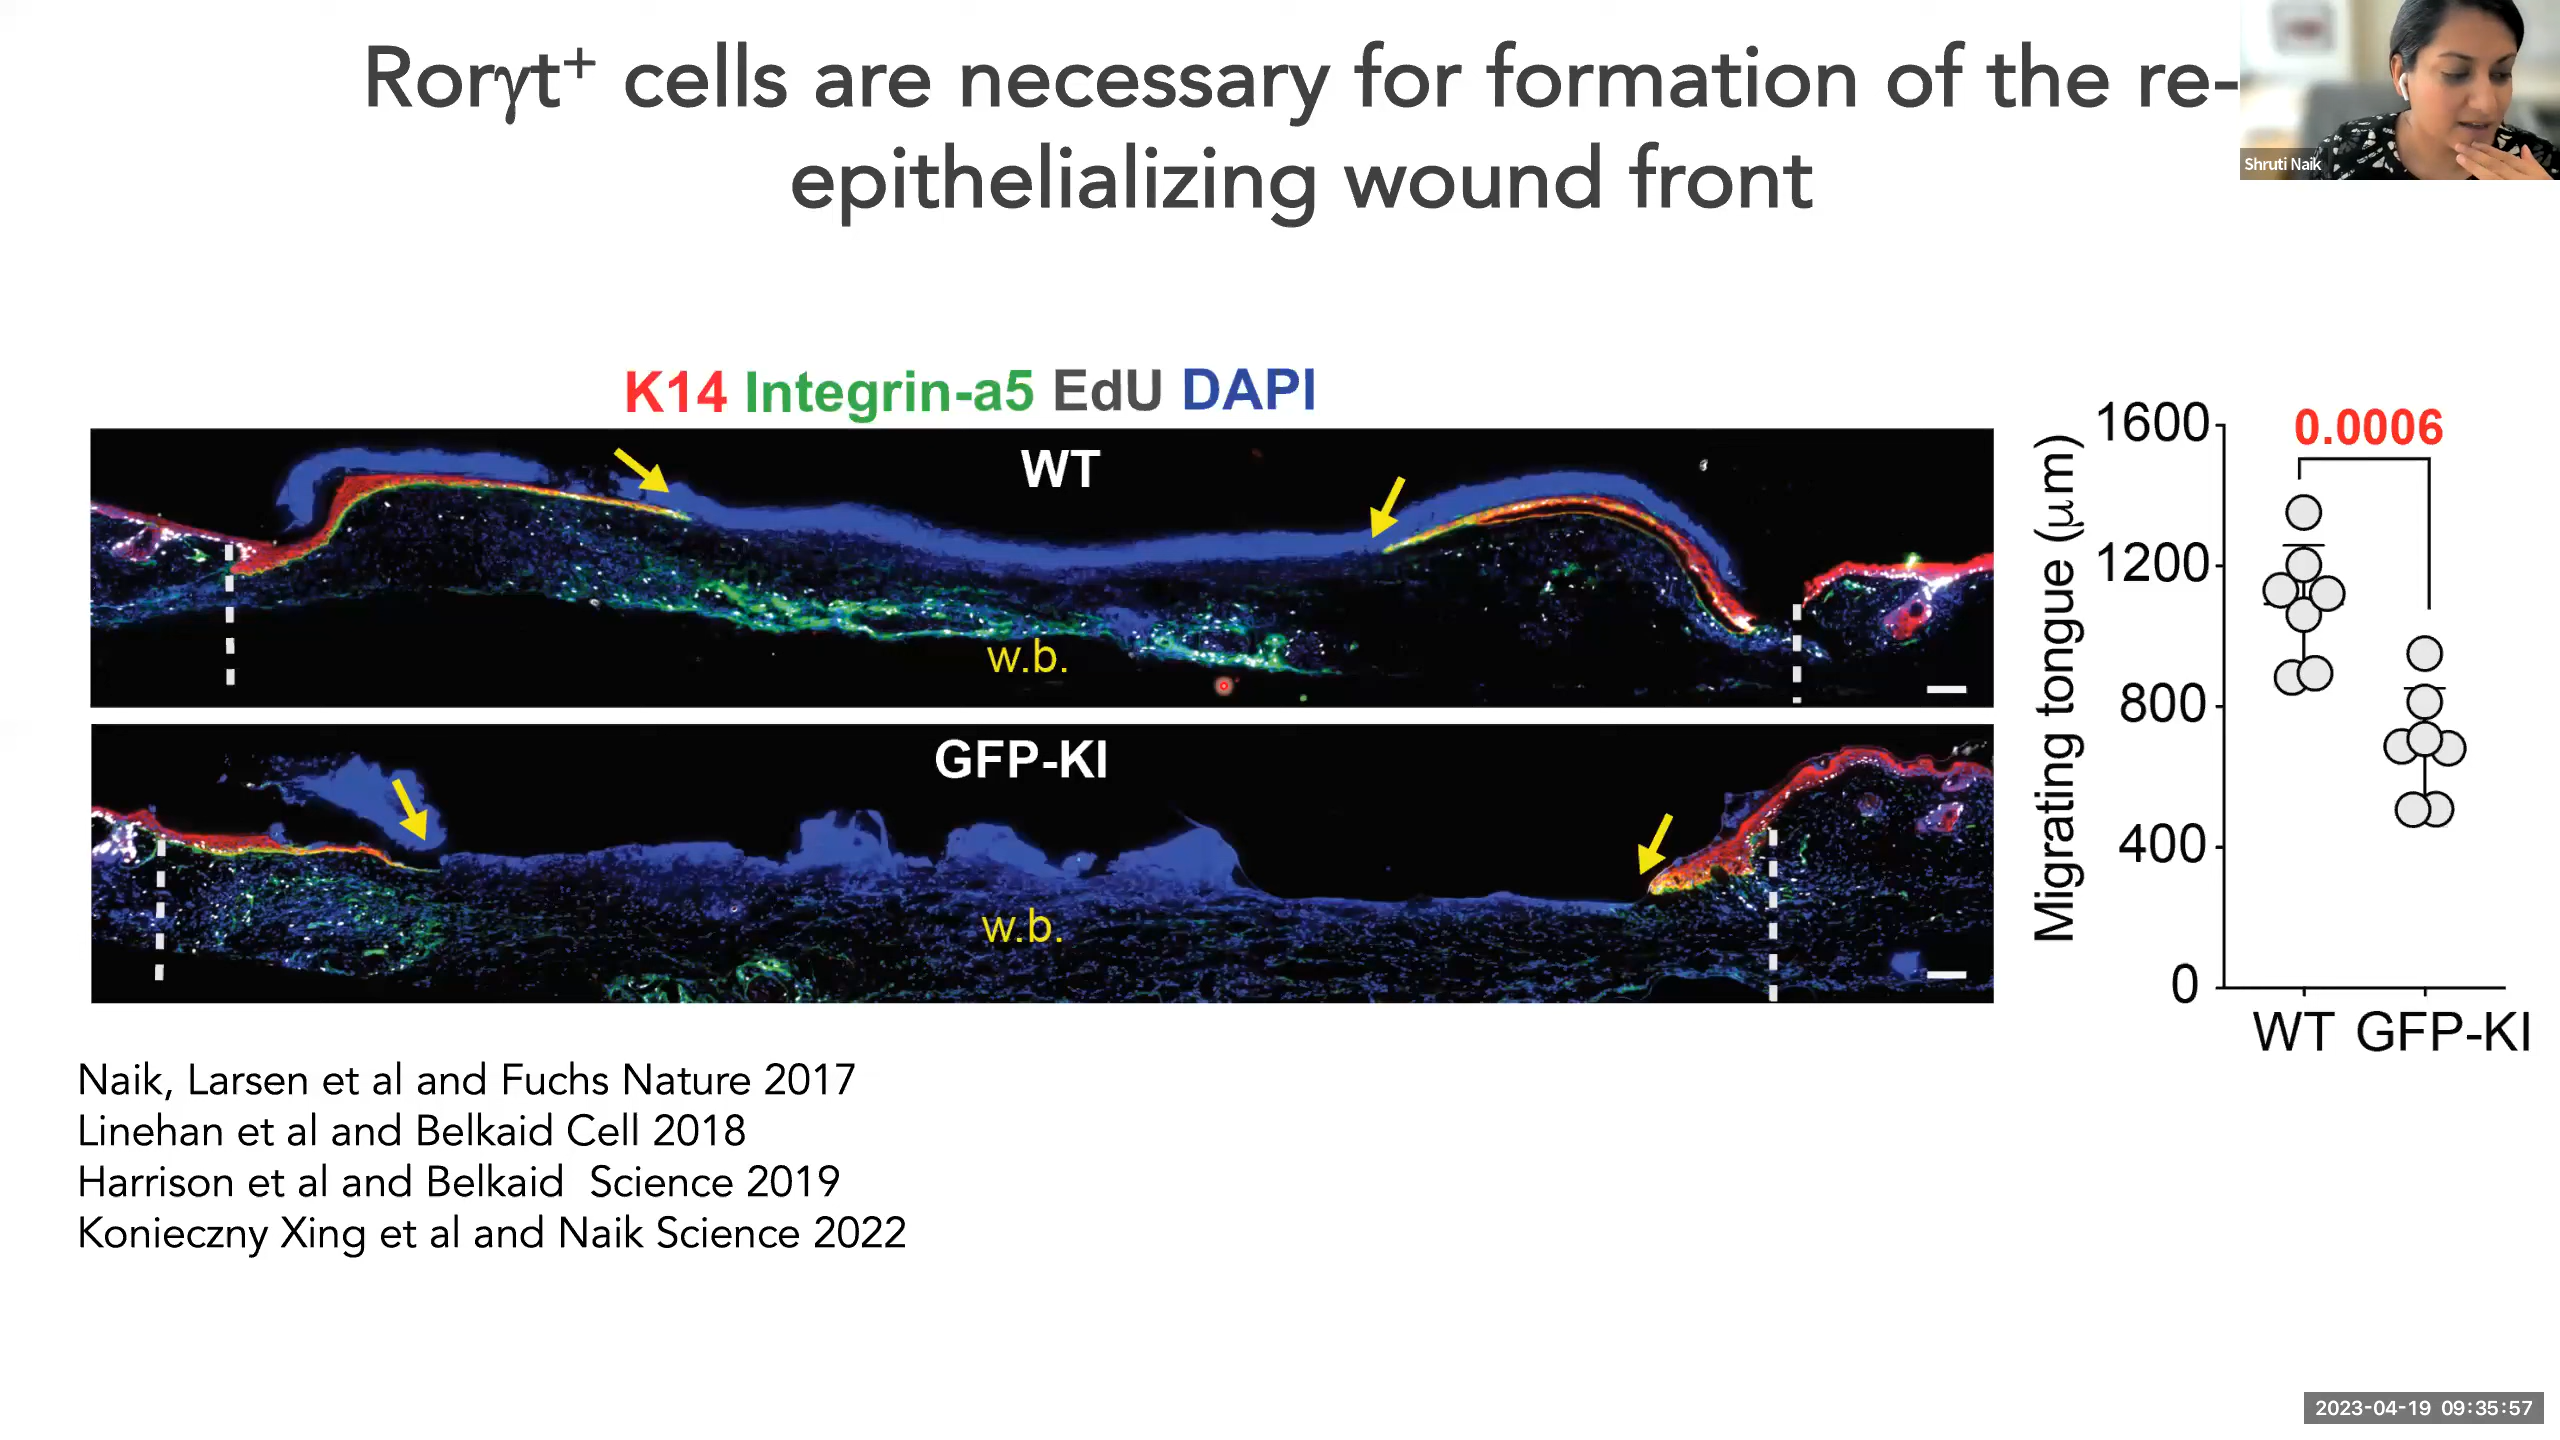 Rorγt⁺ cells are necessary for formation of the re-
epithelializing wound front
Shruti Naik
K14 Integrin-a5 EdU DAPI
WT
w.b.
GFP-KI
w.b.
Migrating tongue (μm)
1600
1200
800
400
0
0.0006
WT GFP-KI
Naik, Larsen et al and Fuchs Nature 2017
Linehan et al and Belkaid Cell 2018
Harrison et al and Belkaid  Science 2019
Konieczny Xing et al and Naik Science 2022
2023-04-19 09:35:57